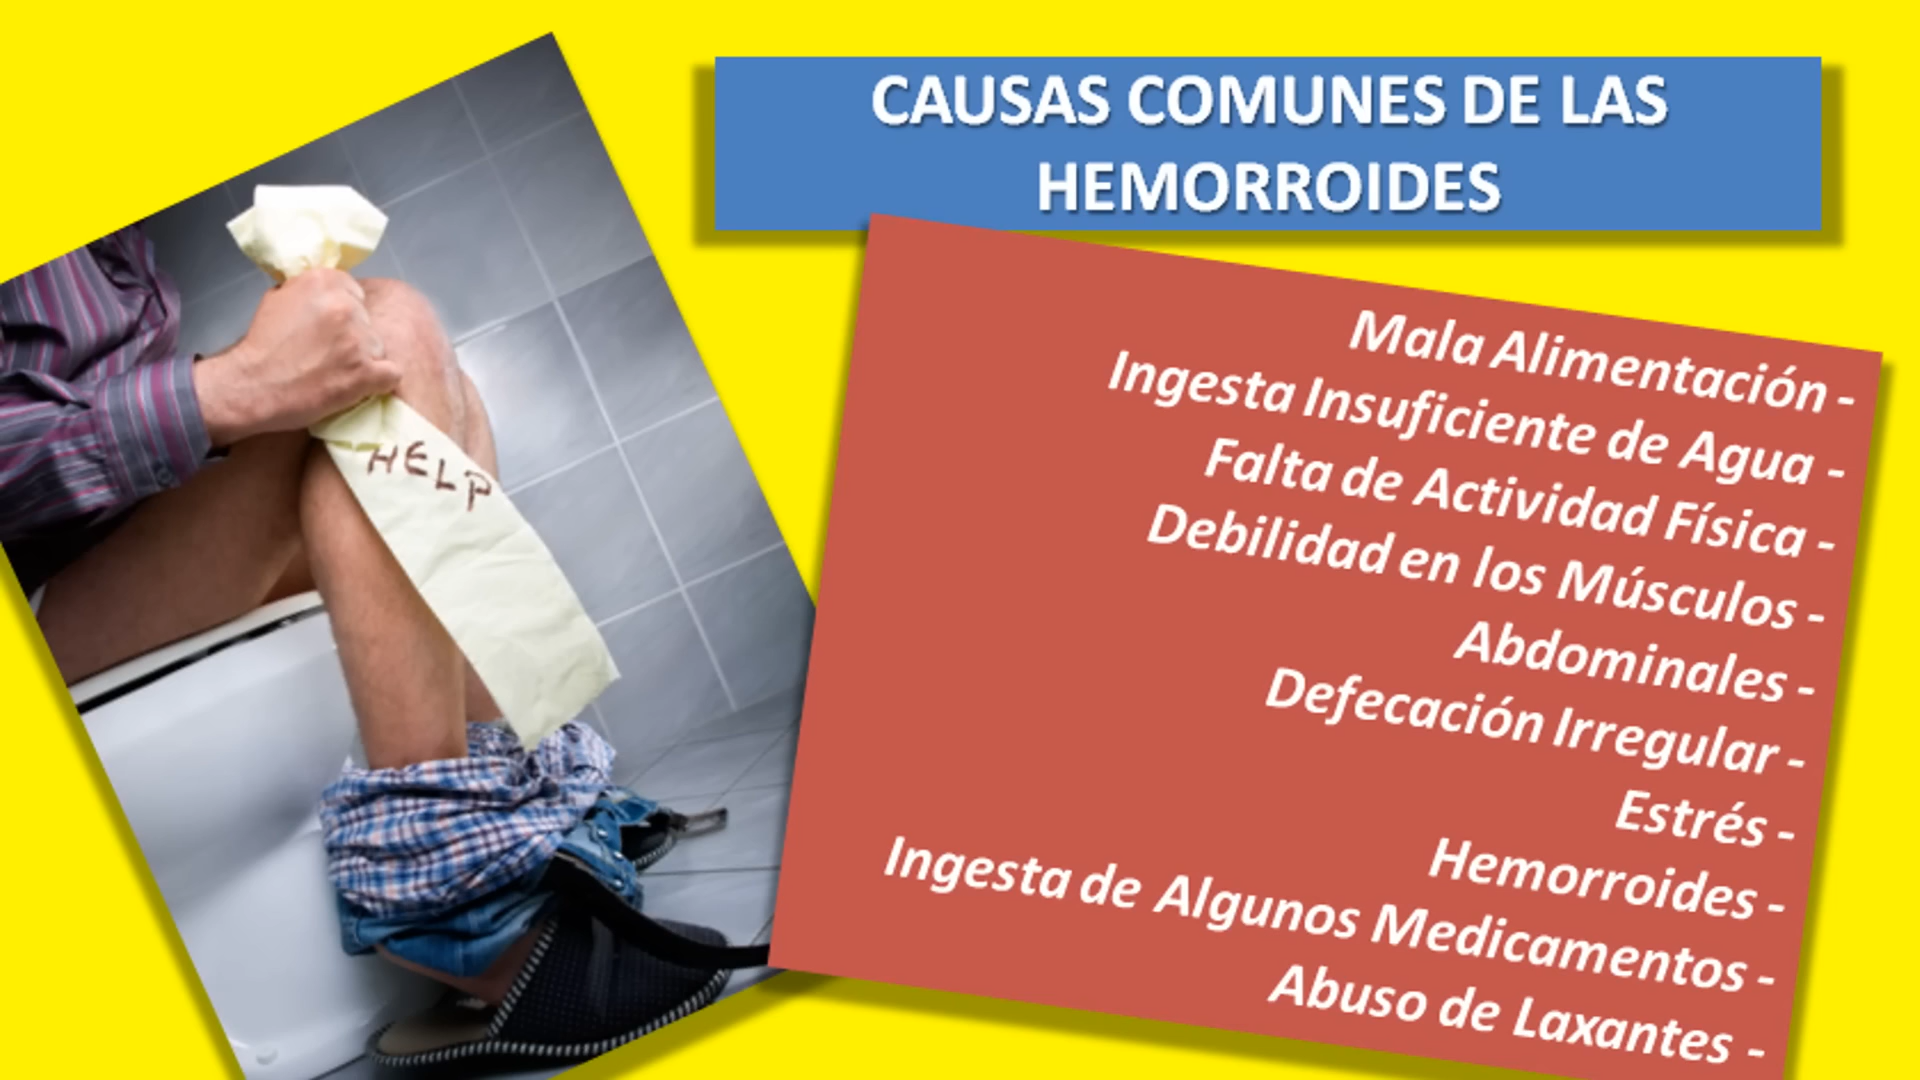 CAUSAS COMUNES DE LAS
HEMORROIDES
HELP
Mala Alimentación -
Ingesta Insuficiente de Agua -
Falta de Actividad Física -
Debilidad en los Músculos -
Abdominales -
Defecación Irregular -
Estrés -
Hemorroides -
Ingesta de Algunos Medicamentos -
Abuso de Laxantes -